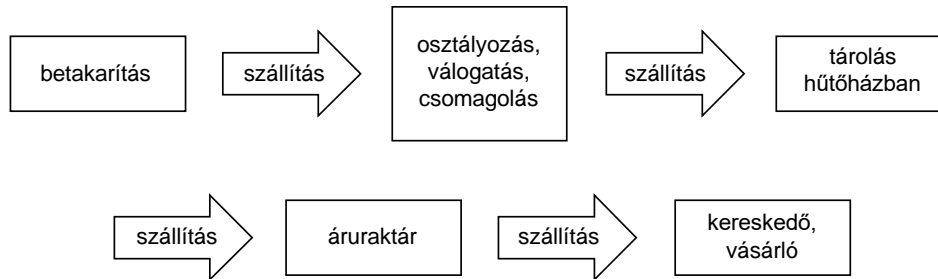 betakarítás
szállítás
osztályozás,
válogatás,
csomagolás
szállítás
tárolás
hűtőházban
szállítás
áruraktár
szállítás
kereskedő,
vásárló